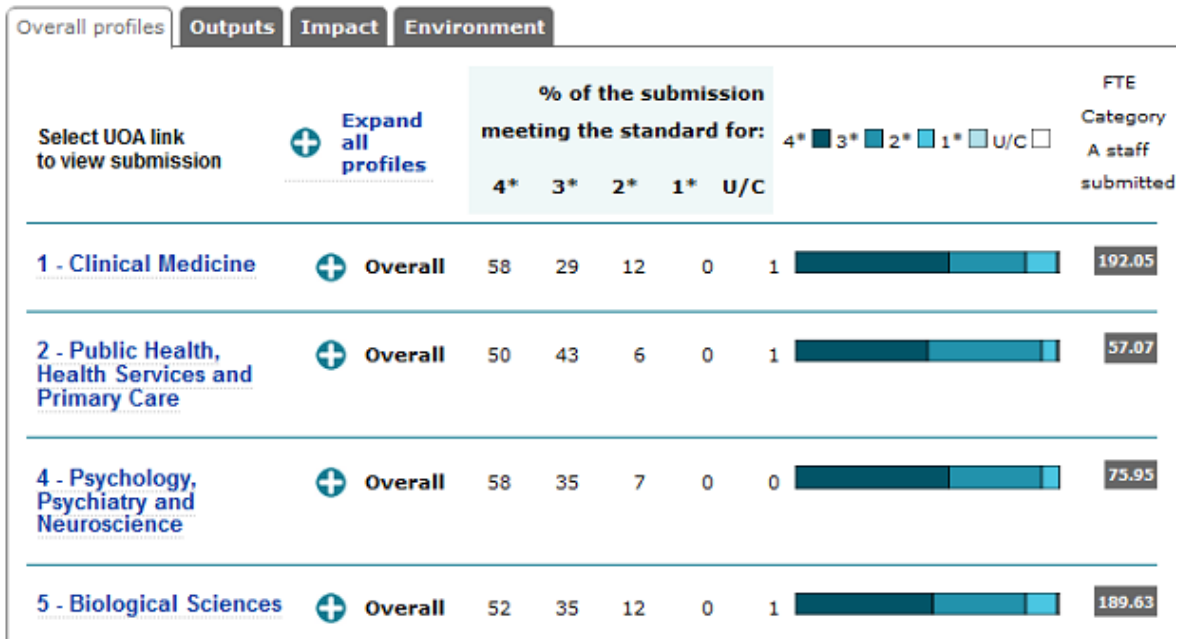 Overall profiles Outputs Impact Environment
Select UOA link
to view submission
Expand
all
profiles
% of the submission
meeting the standard for:
4* 3* 2* 1* U/C
4* 3* 2* 1* U/C
FTE
Category
A staff
submitted
1 - Clinical Medicine Overall 58 29 12 0 1 192.05
2 - Public Health,
Health Services and
Primary Care
Overall 50 43 6 0 1 57.07
4 - Psychology,
Psychiatry and
Neuroscience
Overall 58 35 7 0 0 75.95
5 - Biological Sciences Overall 52 35 12 0 1 189.63